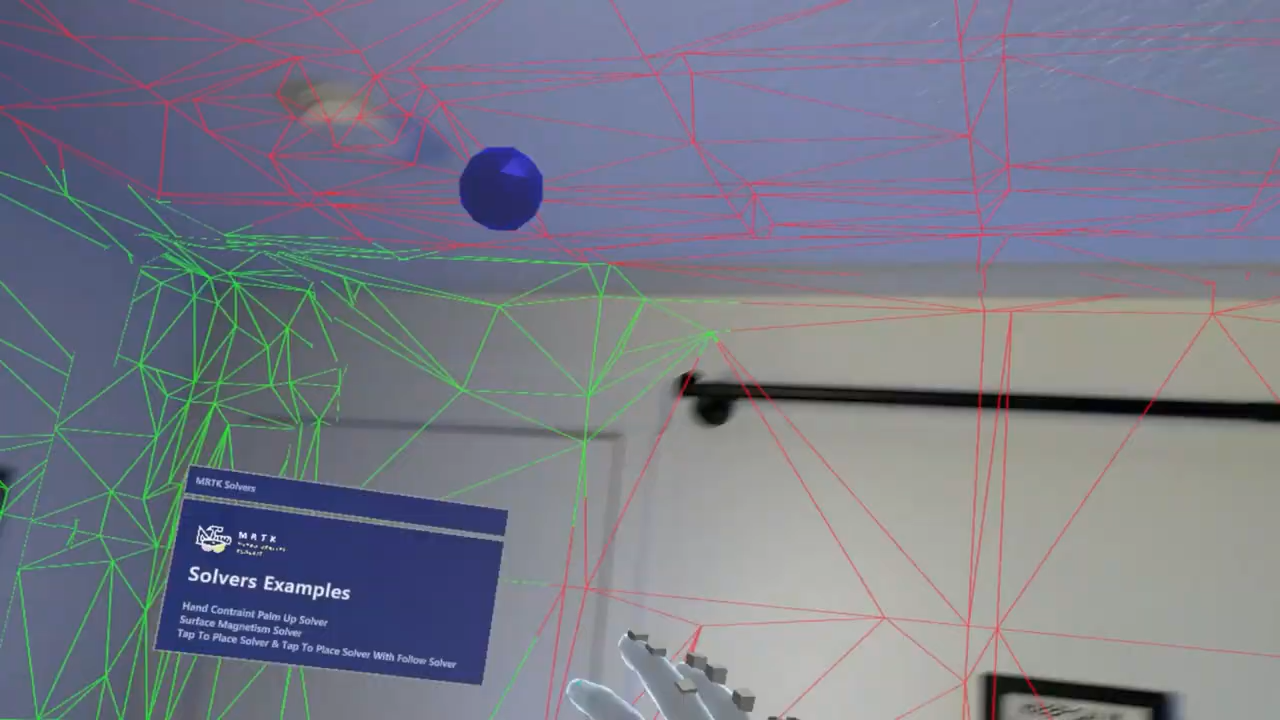 MRTK Solvers
MRTK
Solvers Examples
Hand Contraint Palm Up Solver
Surface Magnetism Solver
Tap To Place Solver & Tap To Place Solver With Follow Solver